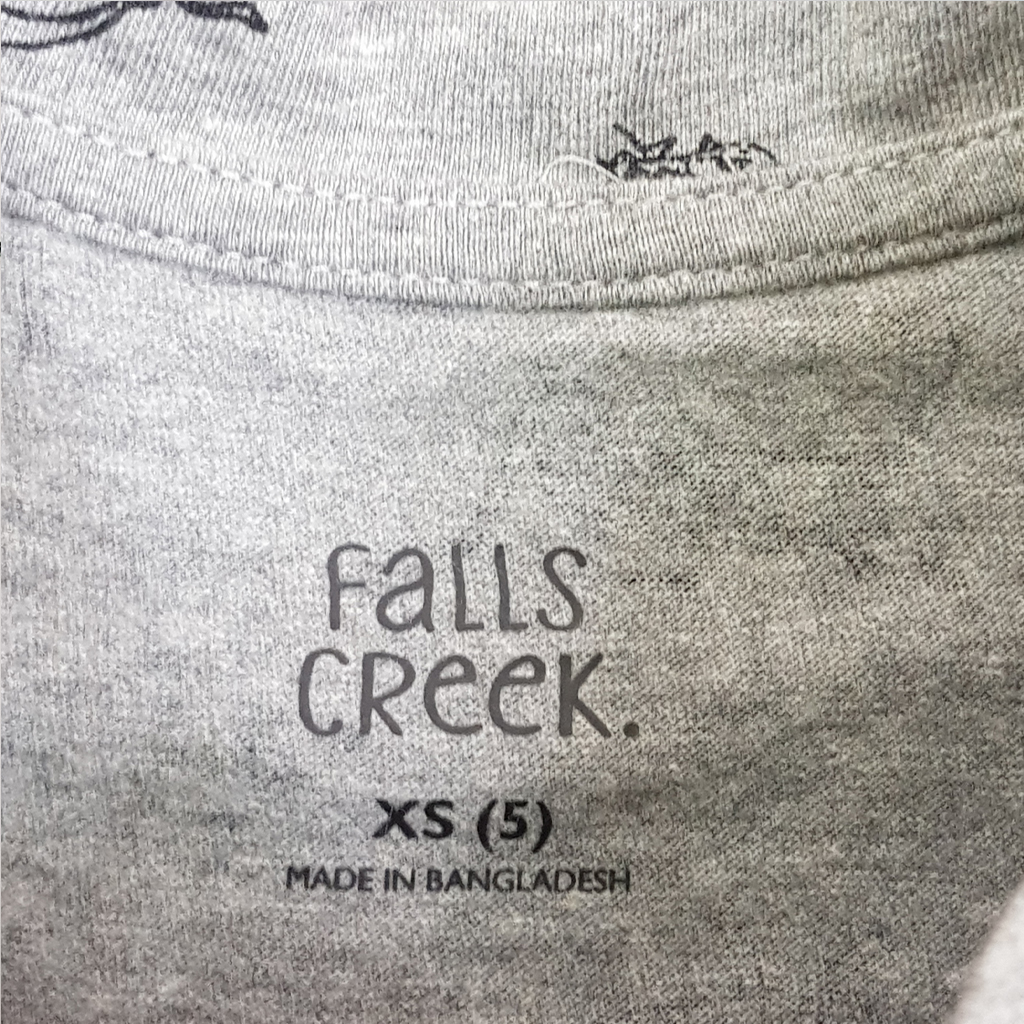 FaLLS
CReeK.
XS (5)
MADE IN BANGLADESH